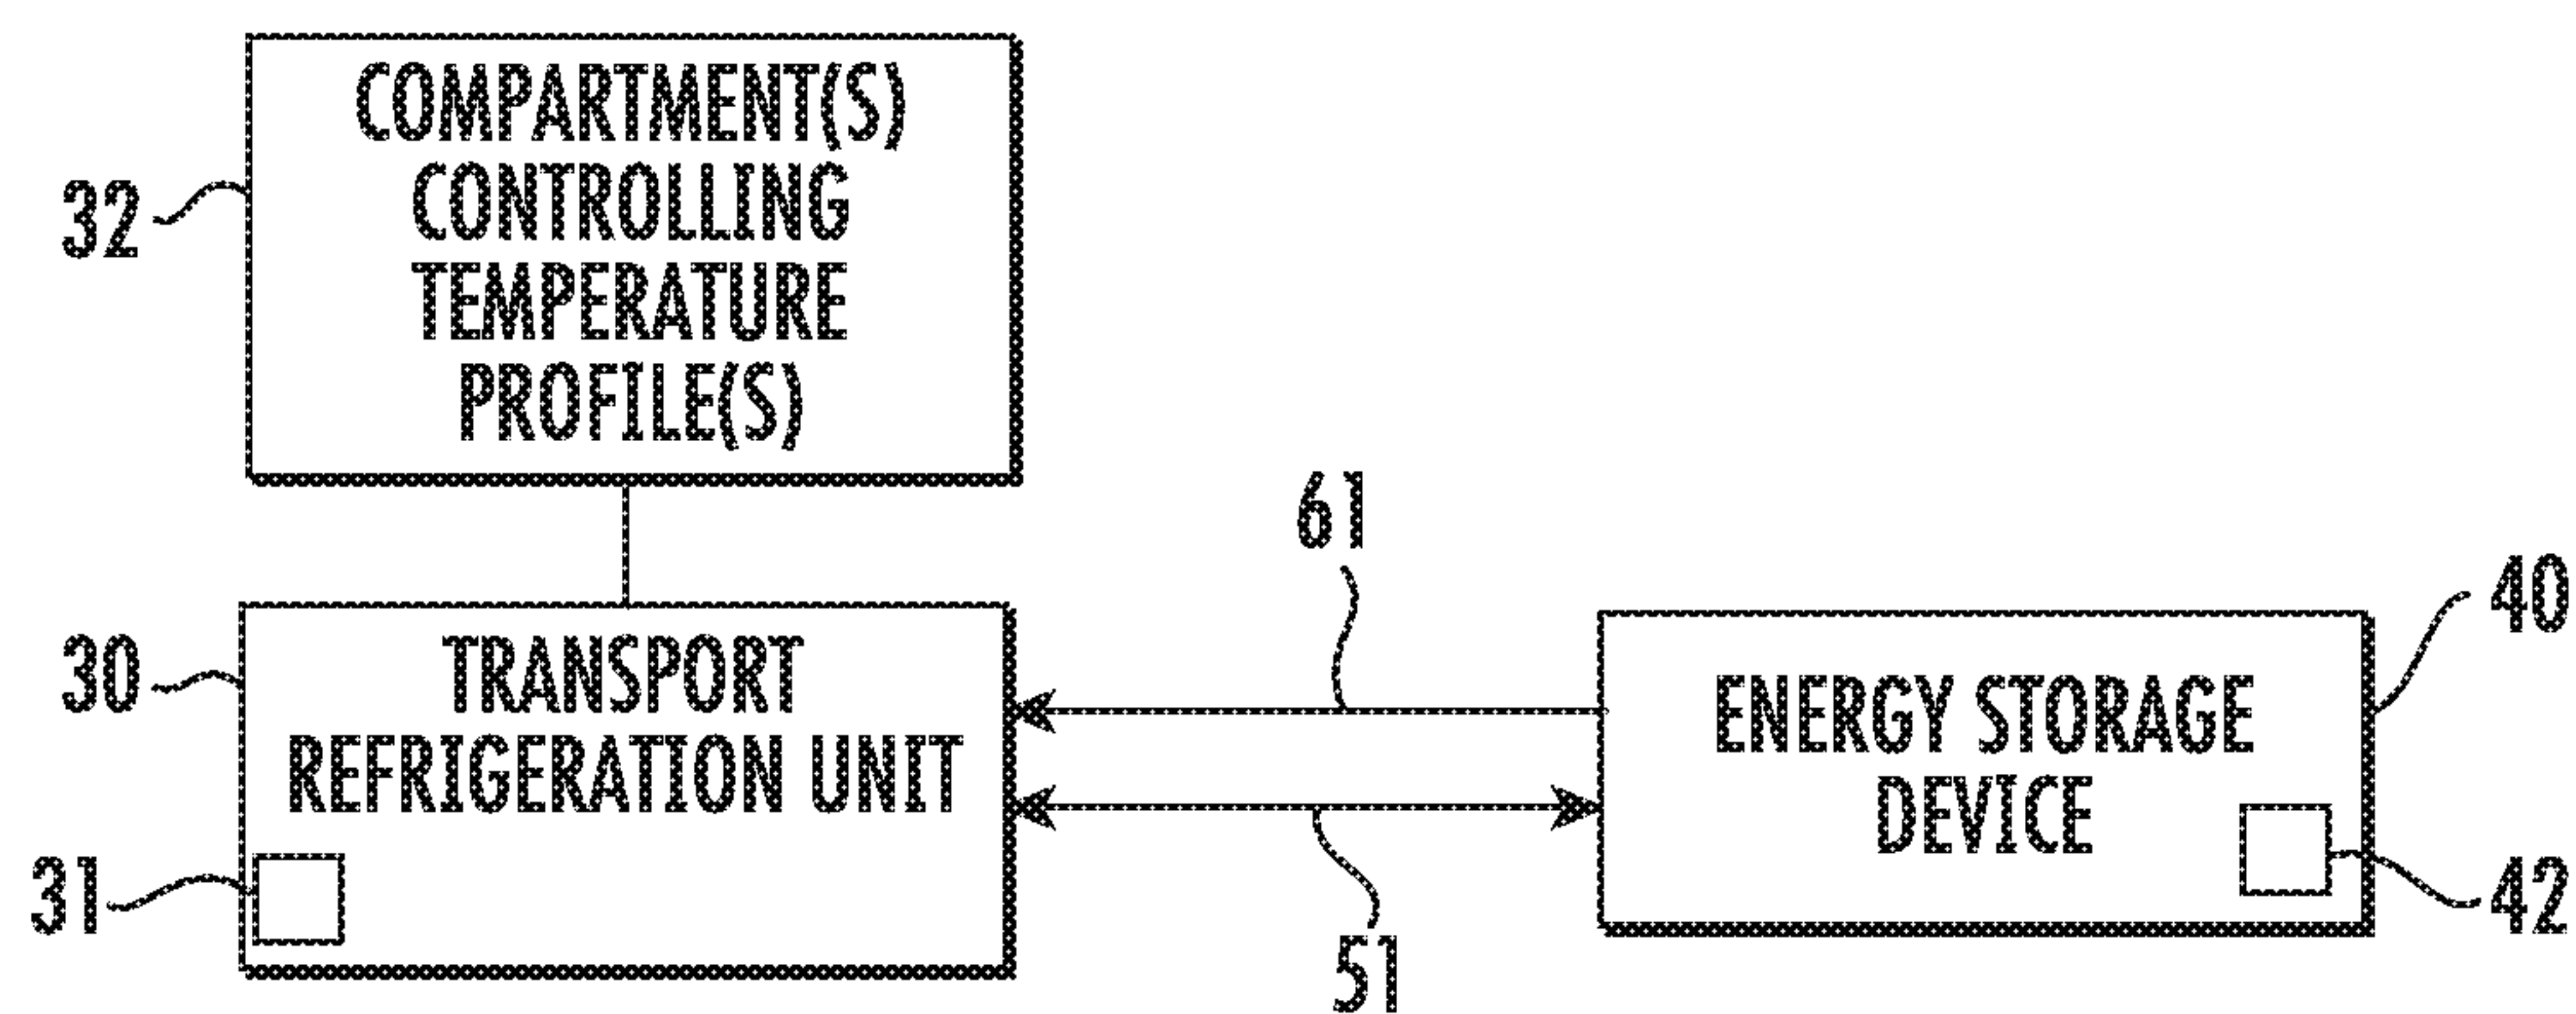 COMPARTMENT(S)
CONTROLLING
TEMPERATURE
PROFILE(S)
32
61
40
30
TRANSPORT
REFRIGERATION UNIT
ENERGY STORAGE
DEVICE
31
42
51